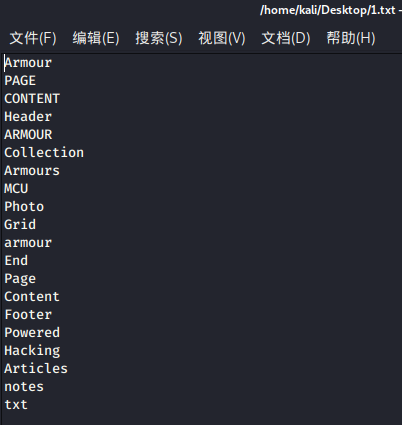 /home/kali/Desktop/1.txt -
文件(F) 编辑(E) 搜索(S) 视图(V) 文档(D) 帮助(H)
Armour
PAGE
CONTENT
Header
ARMOUR
Collection
Armours
MCU
Photo
Grid
armour
End
Page
Content
Footer
Powered
Hacking
Articles
notes
txt